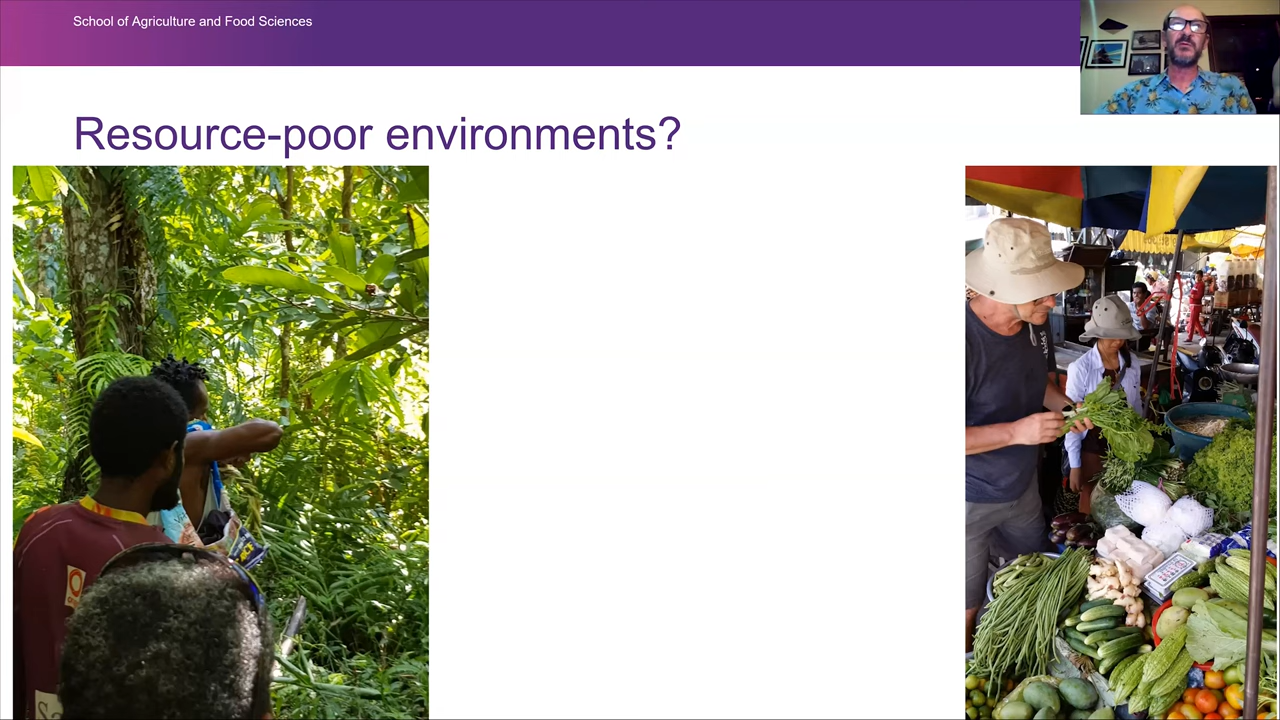 School of Agriculture and Food Sciences
Resource-poor environments?